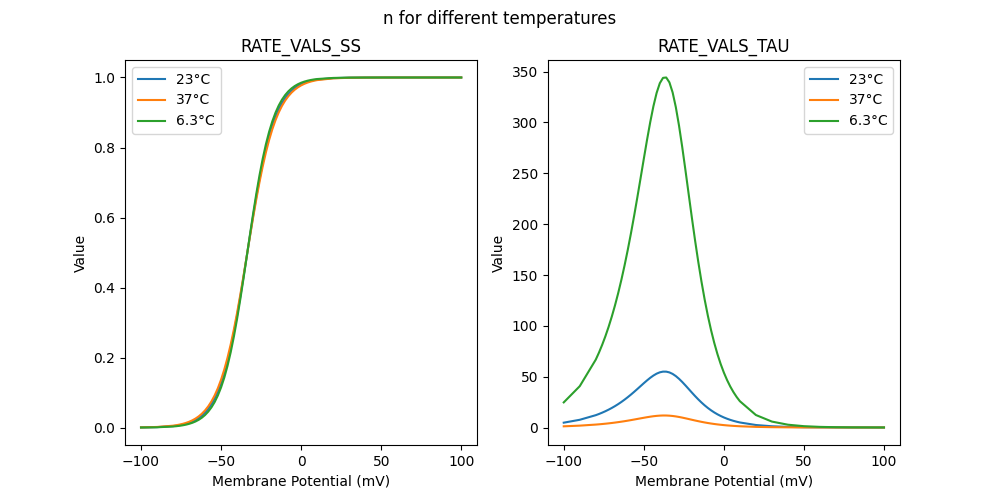 n for different temperatures
RATE_VALS_SS
Value
1.0
0.8
0.6
0.4
0.2
0.0
23°C
37°C
6.3°C
−100
−50
0
50
100
Membrane Potential (mV)
RATE_VALS_TAU
Value
350
300
250
200
150
100
50
0
23°C
37°C
6.3°C
−100
−50
0
50
100
Membrane Potential (mV)